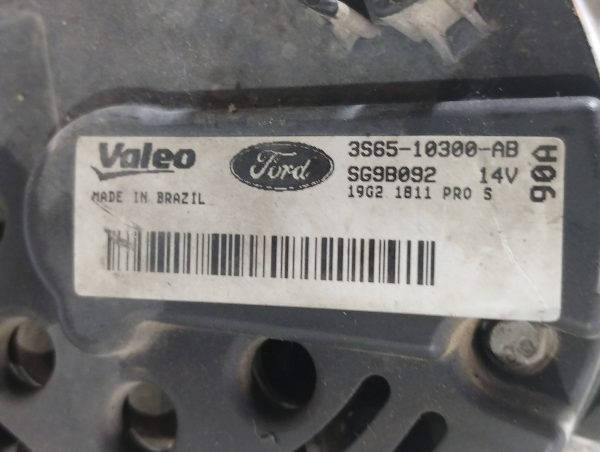 Valeo
Ford
3S65-10300-AB
SG9B092 14V
90A
MADE IN BRAZIL
19G2 1811 PRO S